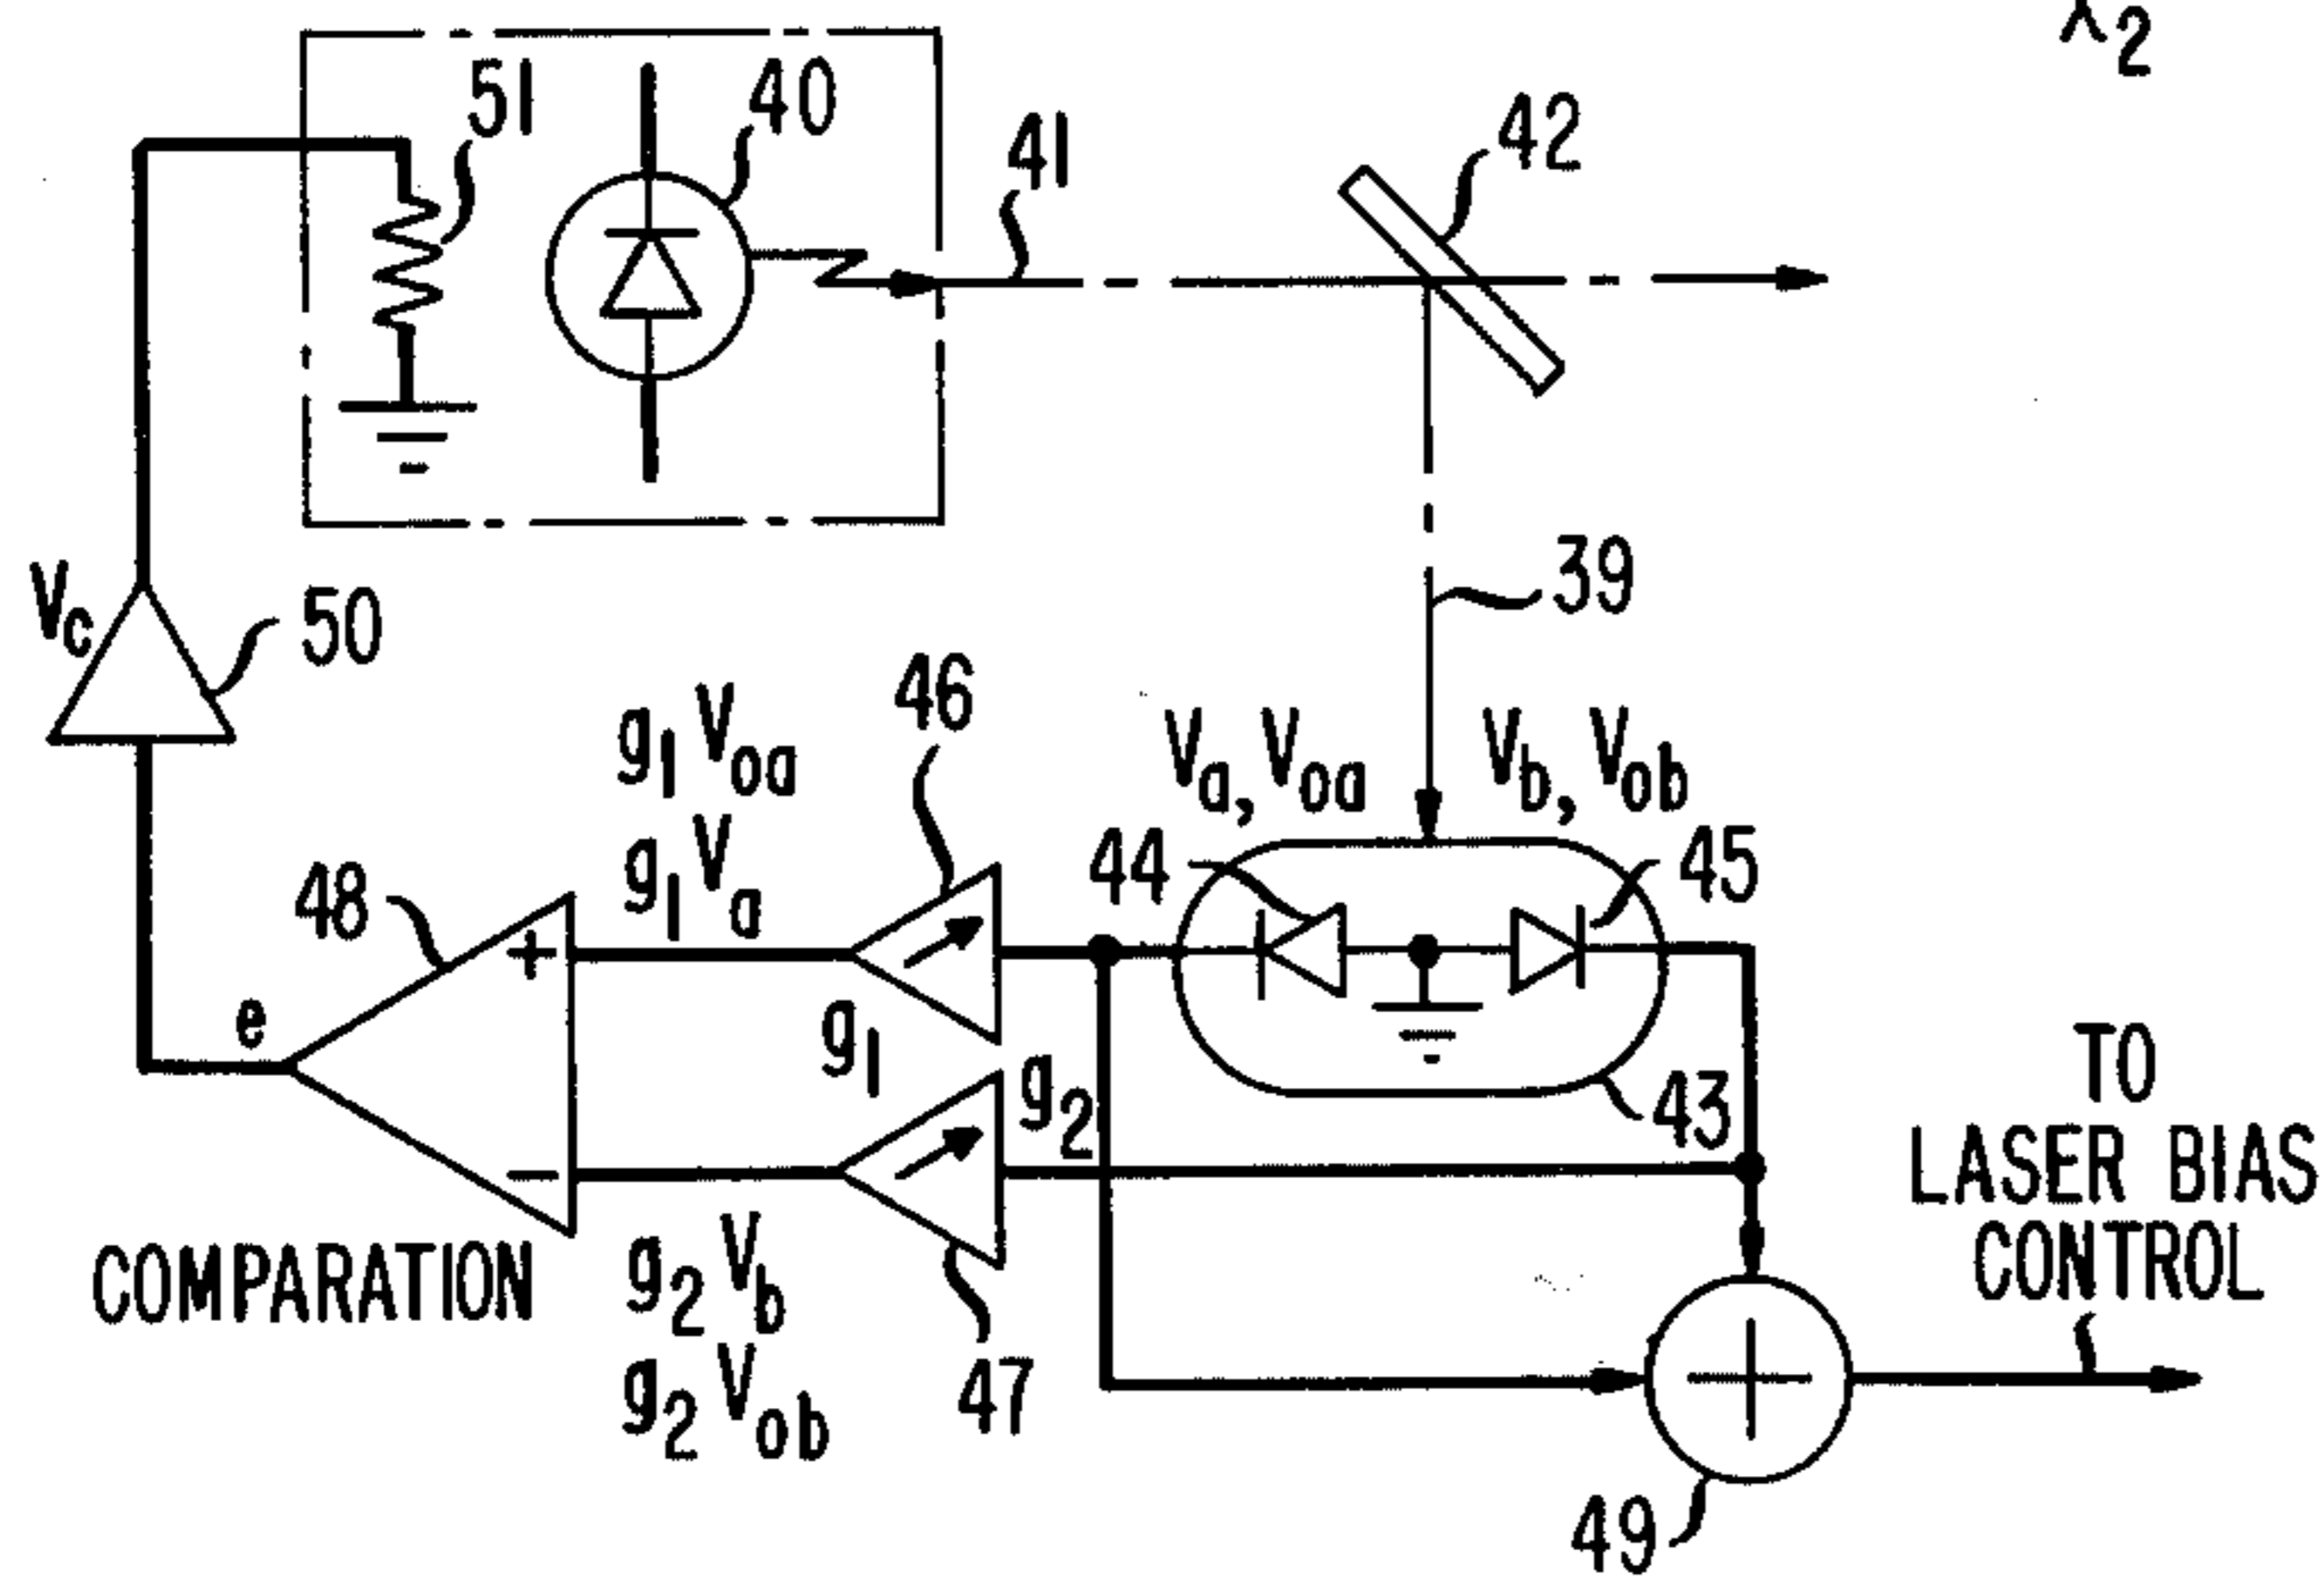 λ2
51
40
41
42
39
Vc
50
46
g1 Voa
g1 Va
Va, Voa
Vb, Vob
44
45
48
+
e
g1
g2
43
−
TO
LASER BIAS
CONTROL
COMPARATION
g2 Vb
g2 Vob
47
49